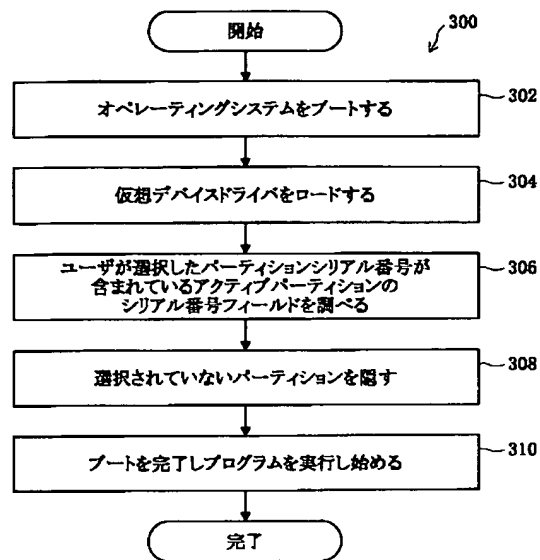 開始
300
オペレーティングシステムをブートする
302
仮想デバイスドライバをロードする
304
ユーザが選択したパーティションシリアル番号が
含まれているアクティブパーティションの
シリアル番号フィールドを調べる
306
選択されていないパーティションを隠す
308
ブートを完了しプログラムを実行し始める
310
完了